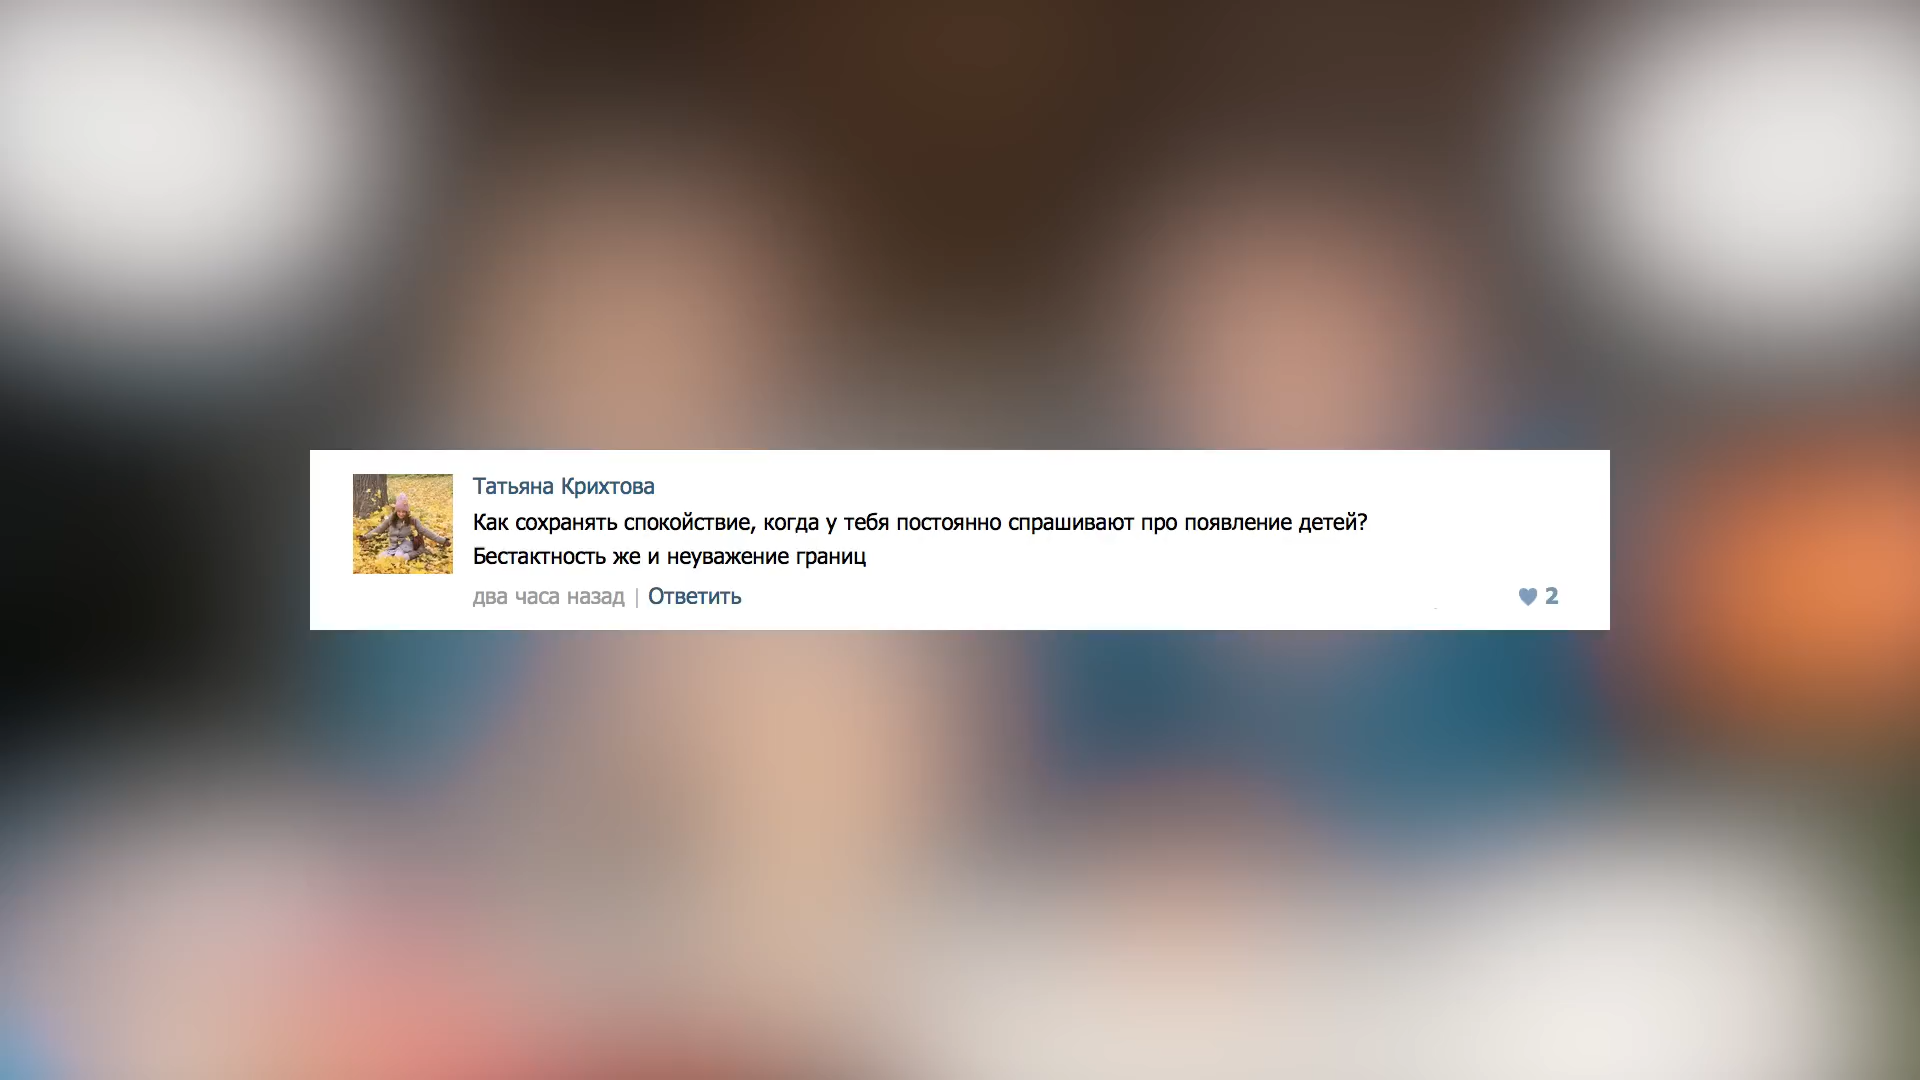 Татьяна Крихтова
Как сохранять спокойствие, когда у тебя постоянно спрашивают про появление детей?
Бестактность же и неуважение границ
два часа назад | Ответить
2